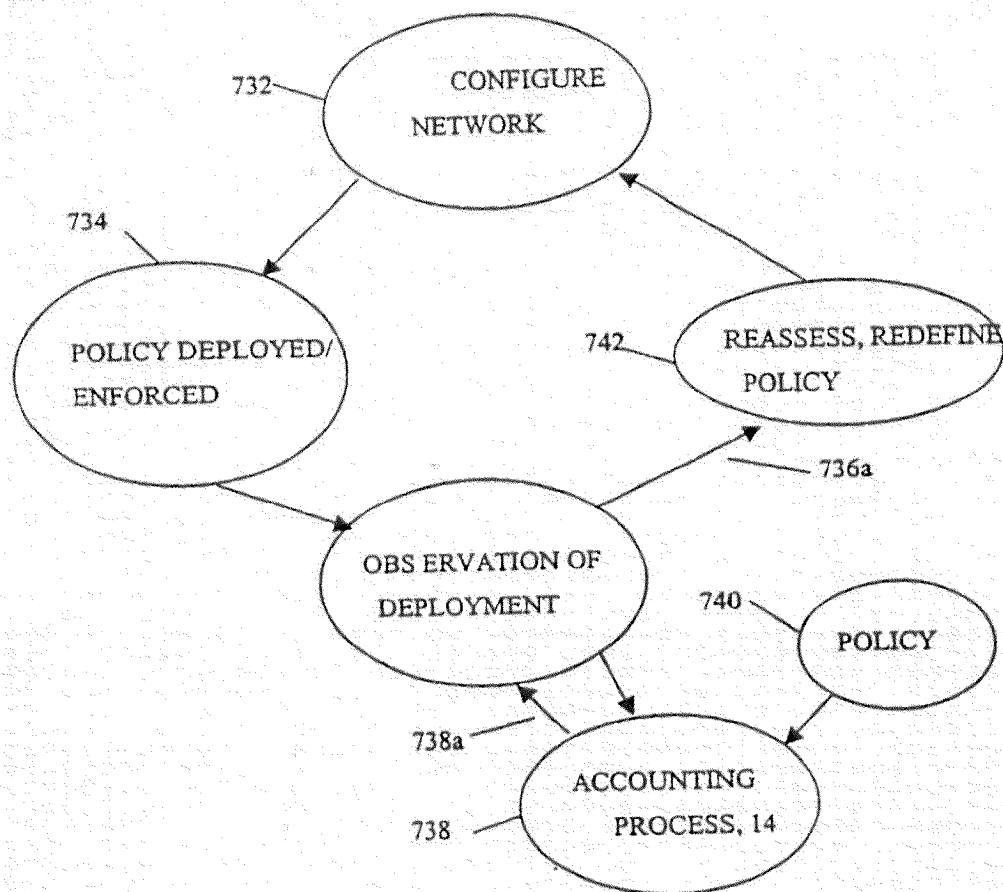 732
CONFIGURE
NETWORK
734
POLICY DEPLOYED/
ENFORCED
742
REASSESS, REDEFINE
POLICY
736a
OBS ERVATION OF
DEPLOYMENT
740
POLICY
738a
738
ACCOUNTING
PROCESS, 14